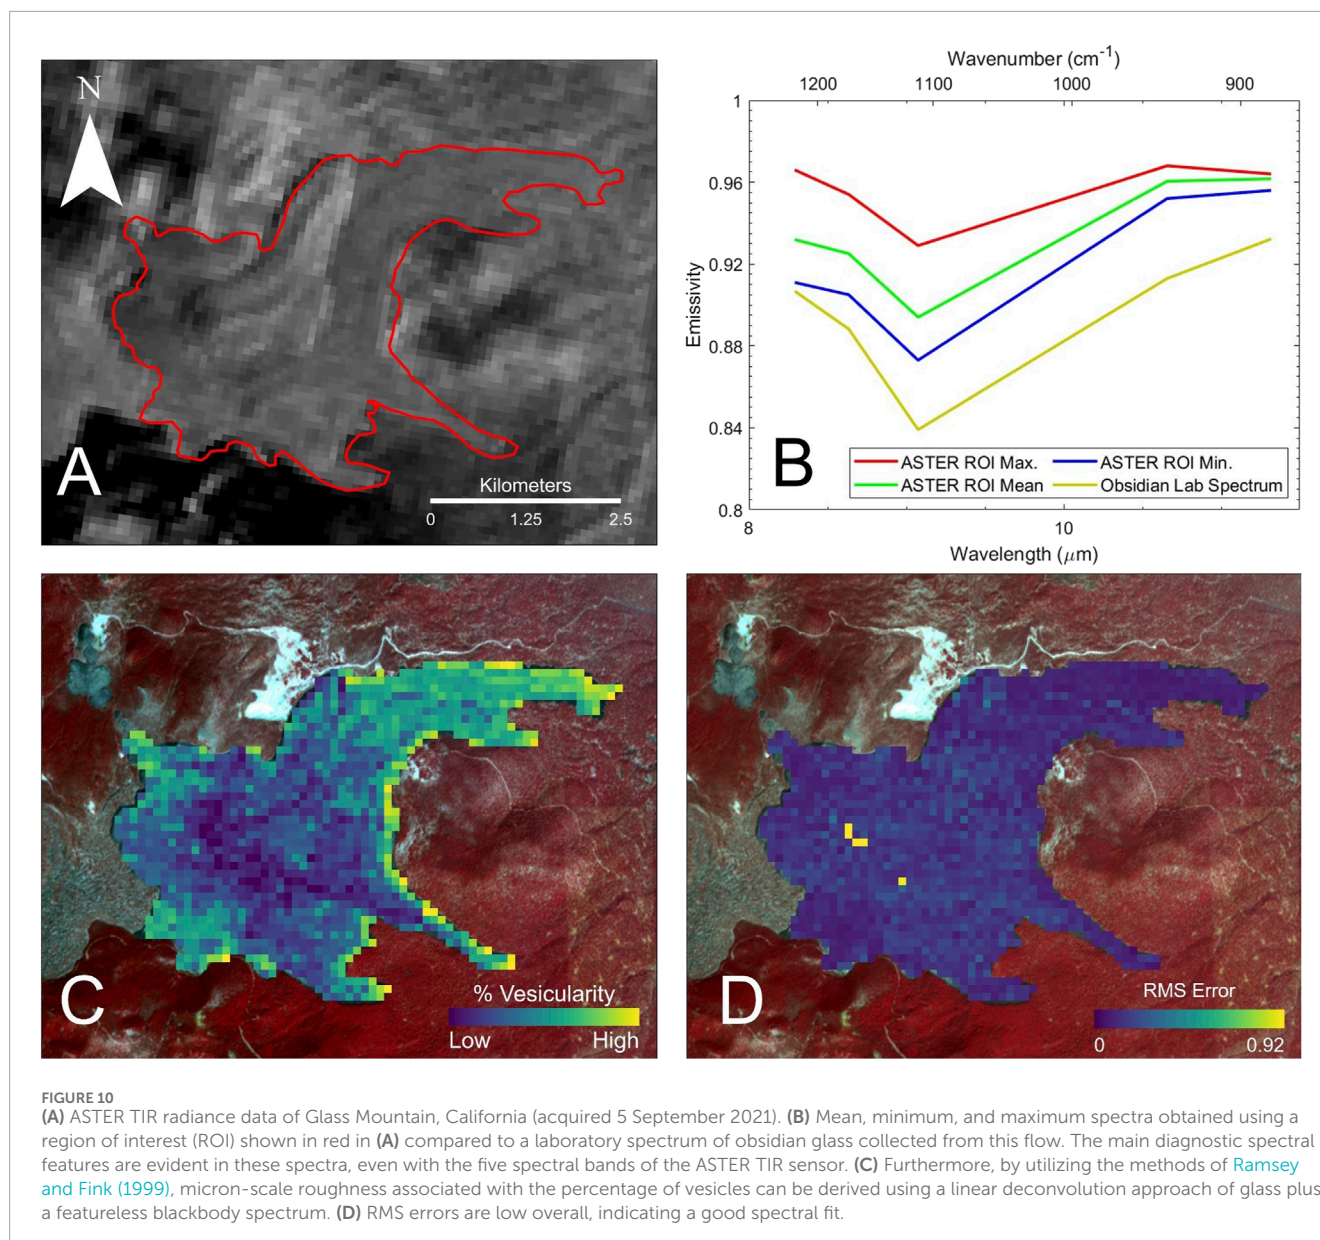 N
A
Kilometers
0 1.25 2.5
Wavenumber (cm-1)
1200 1100 1000 900
1
0.96
0.92
0.88
0.84
0.8
Emissivity
B
ASTER ROI Max. ASTER ROI Min.
ASTER ROI Mean Obsidian Lab Spectrum
8 10
Wavelength (μm)
C
% Vesicularity
Low High
D
RMS Error
0 0.92
FIGURE 10
(A) ASTER TIR radiance data of Glass Mountain, California (acquired 5 September 2021). (B) Mean, minimum, and maximum spectra obtained using a
region of interest (ROI) shown in red in (A) compared to a laboratory spectrum of obsidian glass collected from this flow. The main diagnostic spectral
features are evident in these spectra, even with the five spectral bands of the ASTER TIR sensor. (C) Furthermore, by utilizing the methods of Ramsey
and Fink (1999), micron-scale roughness associated with the percentage of vesicles can be derived using a linear deconvolution approach of glass plus
a featureless blackbody spectrum. (D) RMS errors are low overall, indicating a good spectral fit.